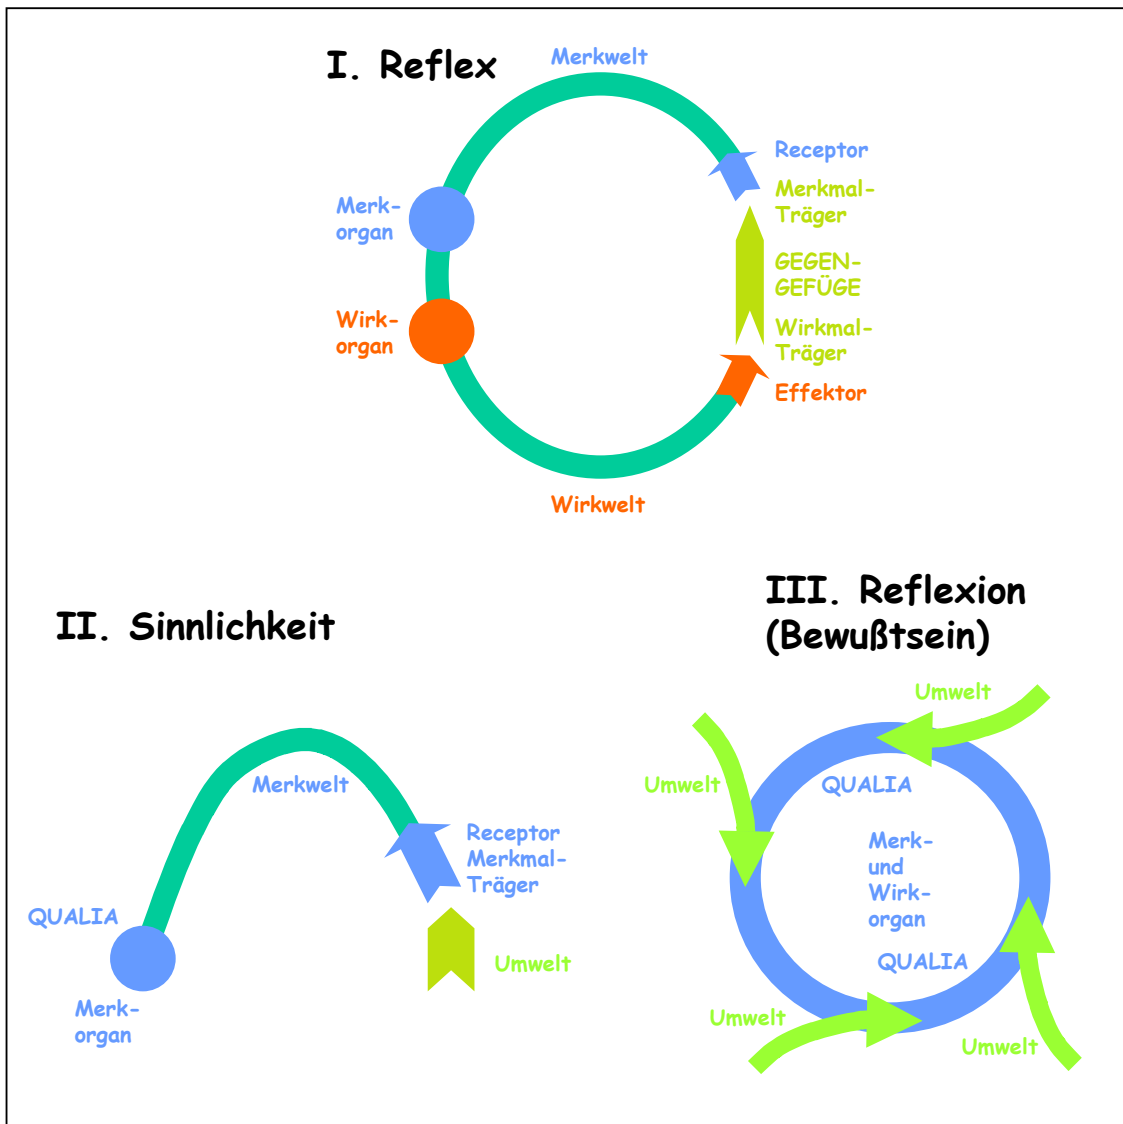 I. Reflex
Merkwelt
Receptor
Merkmal-
Träger
Merk-
organ
GEGEN-
GEFÜGE
Wirk-
organ
Wirkmal-
Träger
Effektor
Wirkwelt
II. Sinnlichkeit
Merkwelt
Receptor
Merkmal-
Träger
QUALIA
Umwelt
Merk-
organ
III. Reflexion
(Bewußtsein)
Umwelt
Umwelt
QUALIA
Merk-
und
Wirk-
organ
QUALIA
Umwelt
Umwelt